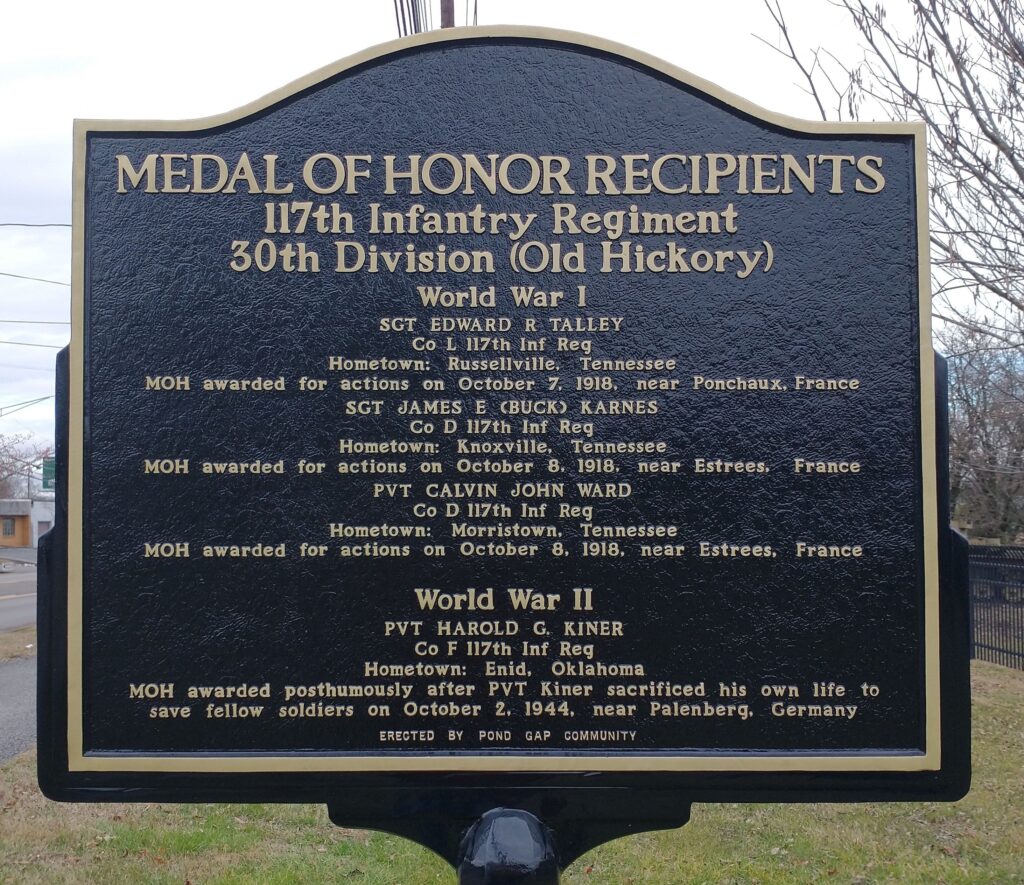 MEDAL OF HONOR RECIPIENTS
117th Infantry Regiment
30th Division (Old Hickory)
World War I
SGT EDWARD R TALLEY
Co L 117th Inf Reg
Hometown: Russellville, Tennessee
MOH awarded for actions on October 7, 1918, near Ponchaux, France
SGT JAMES E (BUCK) KARNES
Co D 117th Inf Reg
Hometown: Knoxville, Tennessee
MOH awarded for actions on October 8, 1918, near Estrees, France
PVT CALVIN JOHN WARD
Co D 117th Inf Reg
Hometown: Morristown, Tennessee
MOH awarded for actions on October 8, 1918, near Estrees, France
World War II
PVT HAROLD G. KINER
Co F 117th Inf Reg
Hometown: Enid, Oklahoma
MOH awarded posthumously after PVT Kiner sacrificed his own life to
save fellow soldiers on October 2, 1944, near Palenberg, Germany
ERECTED BY POND GAP COMMUNITY